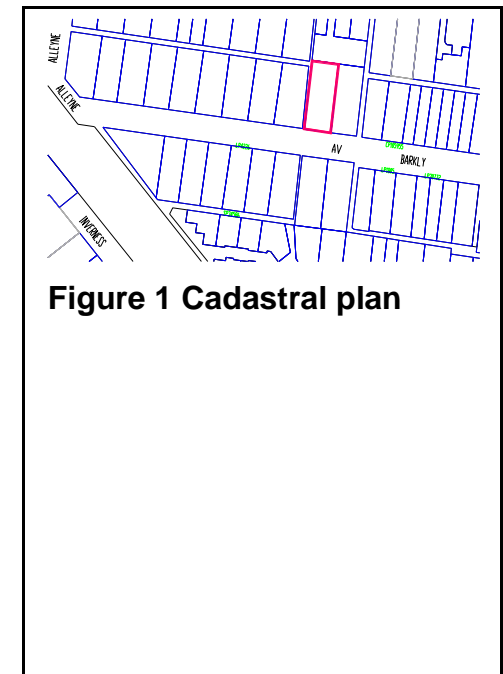 ALLEYNE
ALLEYNE
AV
BARKLY
INVERNESS
Figure 1 Cadastral plan